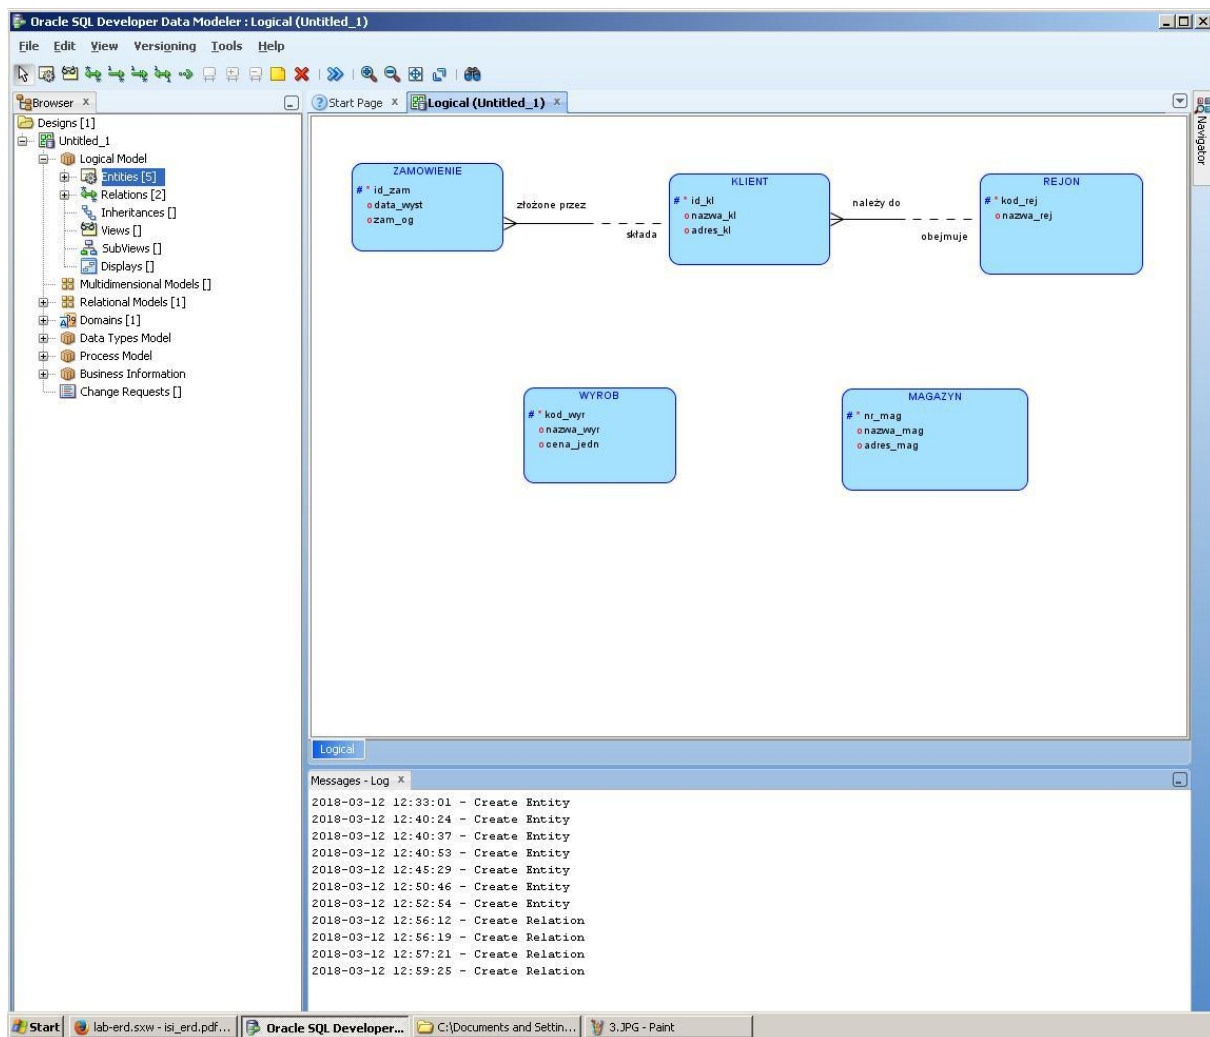 Oracle SQL Developer Data Modeler : Logical (Untitled_1)
File Edit View Versioning Tools Help
Browser x
Start Page x
Logical (Untitled_1) x
Navigator
Designs [1]
Untitled_1
Logical Model
Entities [5]
Relations [2]
Inheritances []
Views []
SubViews []
Displays []
Multidimensional Models []
Relational Models [1]
Domains [1]
Data Types Model
Process Model
Business Information
Change Requests []
ZAMOWIENIE
# * id_zam
o data_wyst
o zam_og
złożone przez
składa
KLIENT
# * id_kl
o nazwa_kl
o adres_kl
należy do
obejmuje
REJON
# * kod_rej
o nazwa_rej
WYROB
# * kod_wyr
o nazwa_wyr
o cena_jedn
MAGAZYN
# * nr_mag
o nazwa_mag
o adres_mag
Logical
Messages - Log x
2018-03-12 12:33:01 - Create Entity
2018-03-12 12:40:24 - Create Entity
2018-03-12 12:40:37 - Create Entity
2018-03-12 12:40:53 - Create Entity
2018-03-12 12:45:29 - Create Entity
2018-03-12 12:50:46 - Create Entity
2018-03-12 12:52:54 - Create Entity
2018-03-12 12:56:12 - Create Relation
2018-03-12 12:56:19 - Create Relation
2018-03-12 12:57:21 - Create Relation
2018-03-12 12:59:25 - Create Relation
Start
lab-erd.sxw - isi_erd.pdf...
Oracle SQL Developer...
C:\Documents and Settin...
3.JPG - Paint